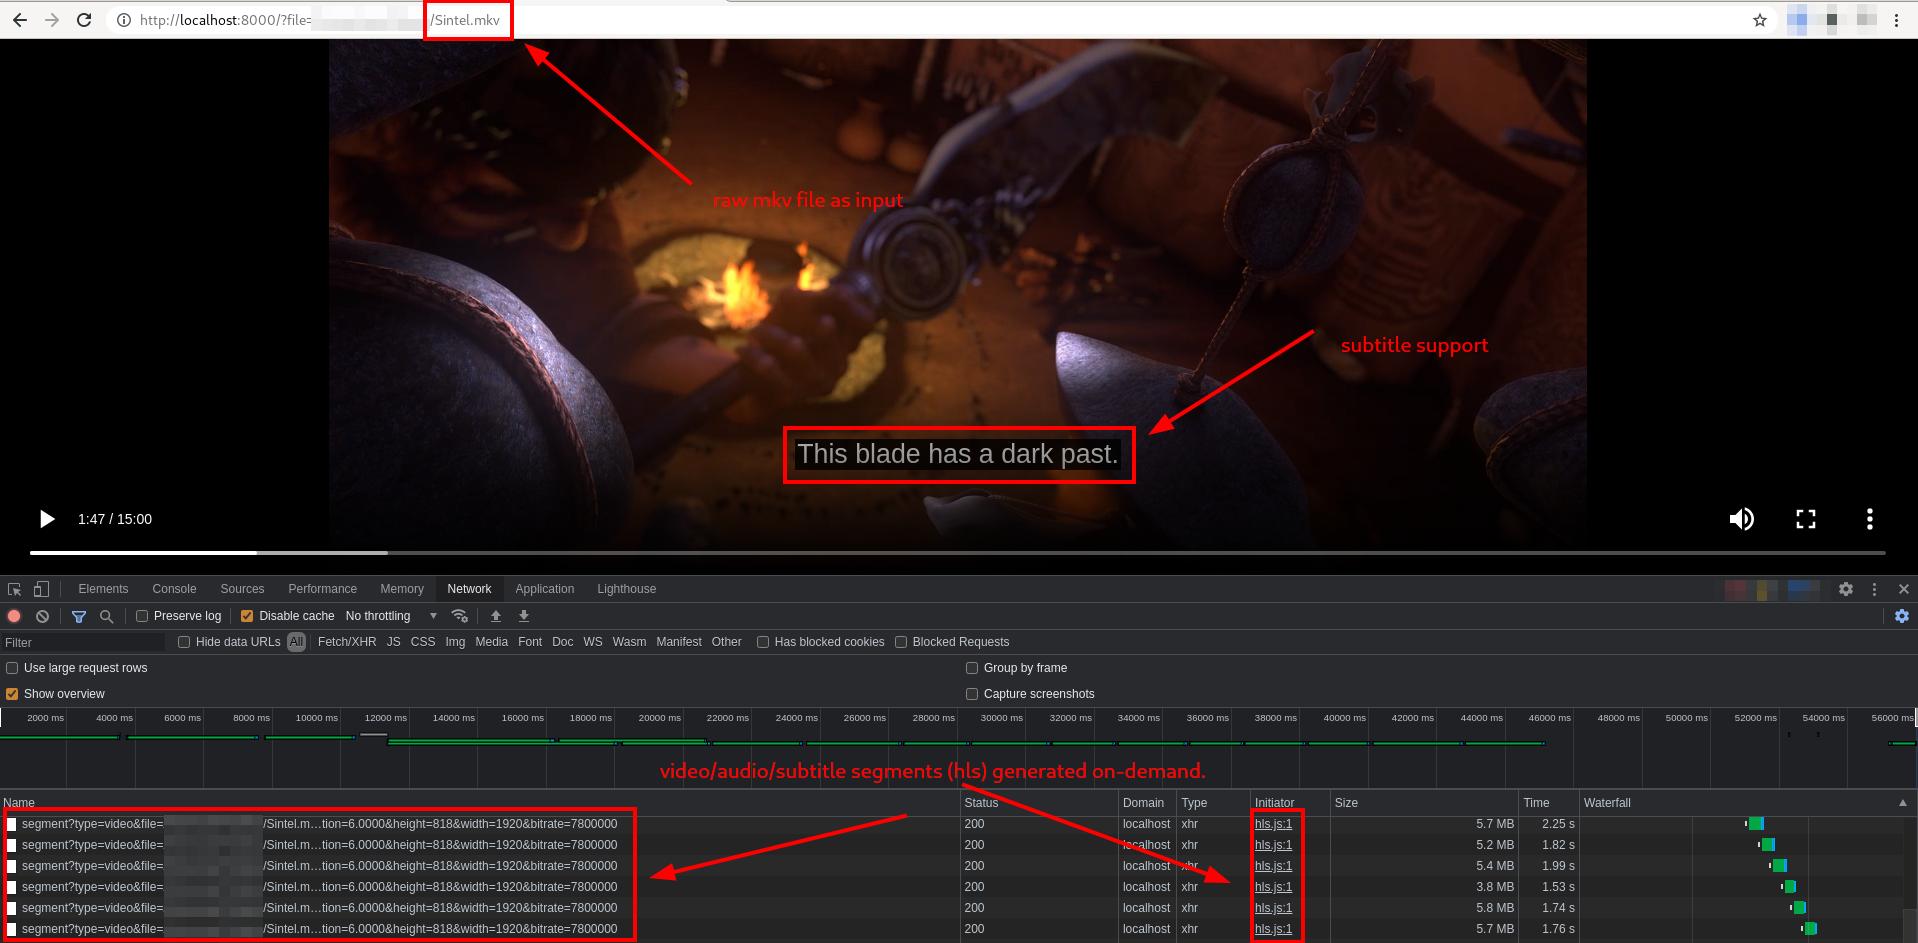 http://localhost:8000/?file= /Sintel.mkv
raw mkv file as input
subtitle support
This blade has a dark past.
1:47 / 15:00
Elements Console Sources Performance Memory Network Application Lighthouse
Preserve log Disable cache No throttling
Filter Hide data URLs All Fetch/XHR JS CSS Img Media Font Doc WS Wasm Manifest Other Has blocked cookies Blocked Requests
Use large request rows Group by frame
Show overview Capture screenshots
2000 ms 4000 ms 6000 ms 8000 ms 10000 ms 12000 ms 14000 ms 16000 ms 18000 ms 20000 ms 22000 ms 24000 ms 26000 ms 28000 ms 30000 ms 32000 ms 34000 ms 36000 ms 38000 ms 40000 ms 42000 ms 44000 ms 46000 ms 48000 ms 50000 ms 52000 ms 54000 ms 56000 ms
video/audio/subtitle segments (hls) generated on-demand.
Name Status Domain Type Initiator Size Time Waterfall
segment?type=video&file= /Sintel.m...tion=6.0000&height=818&width=1920&bitrate=7800000 200 localhost xhr hls.js:1 5.7 MB 2.25 s
segment?type=video&file= /Sintel.m...tion=6.0000&height=818&width=1920&bitrate=7800000 200 localhost xhr hls.js:1 5.2 MB 1.82 s
segment?type=video&file= /Sintel.m...tion=6.0000&height=818&width=1920&bitrate=7800000 200 localhost xhr hls.js:1 5.4 MB 1.99 s
segment?type=video&file= /Sintel.m...tion=6.0000&height=818&width=1920&bitrate=7800000 200 localhost xhr hls.js:1 3.8 MB 1.53 s
segment?type=video&file= /Sintel.m...tion=6.0000&height=818&width=1920&bitrate=7800000 200 localhost xhr hls.js:1 5.8 MB 1.74 s
segment?type=video&file= /Sintel.m...tion=6.0000&height=818&width=1920&bitrate=7800000 200 localhost xhr hls.js:1 5.7 MB 1.76 s